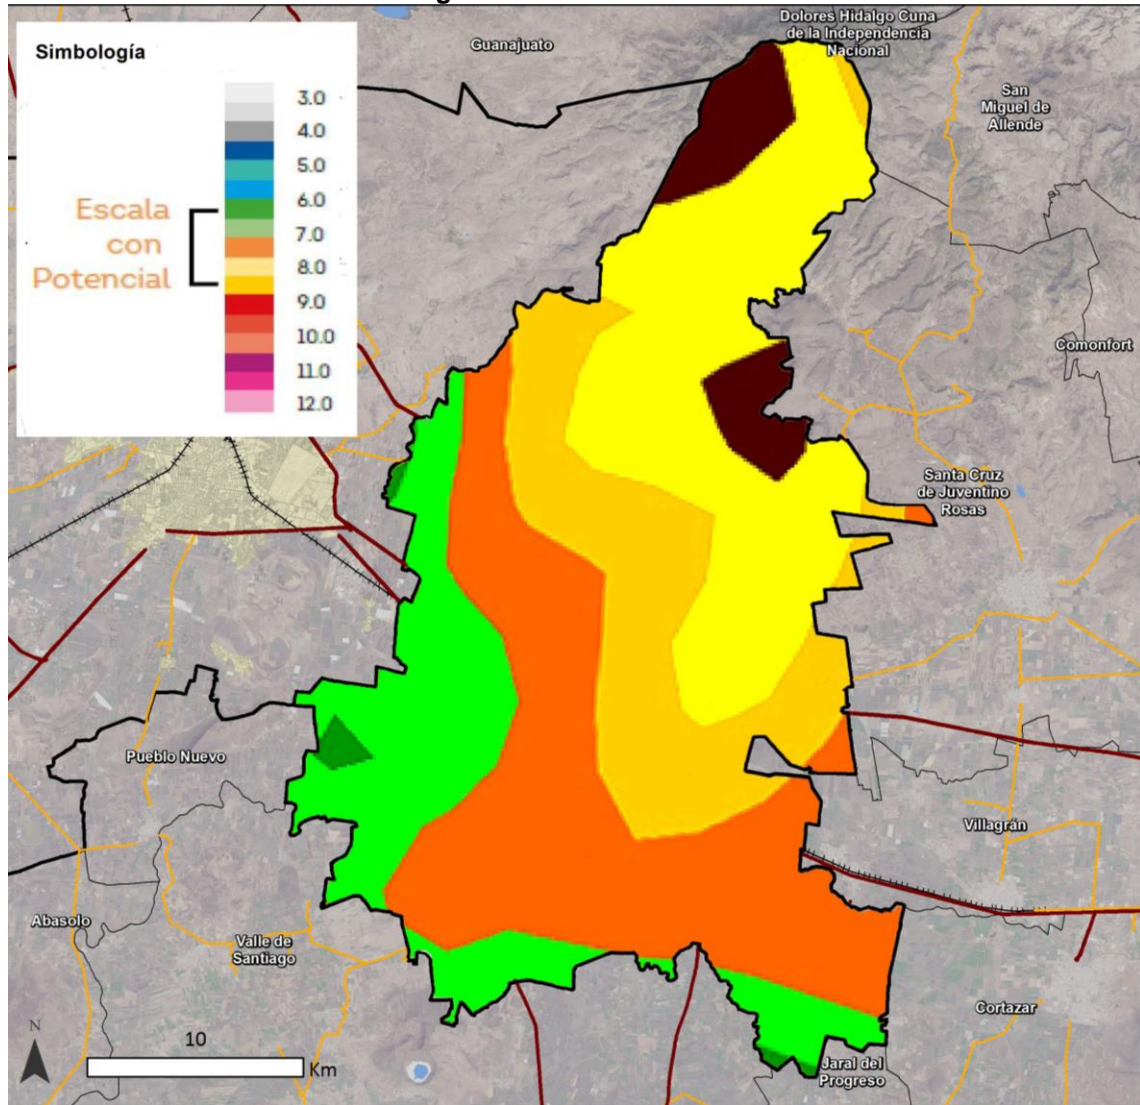 Simbología
3.0
4.0
5.0
6.0
7.0
8.0
9.0
10.0
11.0
12.0
Escala
con
Potencial
Guanajuato
Dolores Hidalgo Cuna
de la Independencia
Nacional
San
Miguel de
Allende
Comonfort
Santa Cruz
de Juventino
Rosas
Pueblo Nuevo
Villagrán
Abasolo
Valle de
Santiago
Cortazar
Jaral del
Progreso
N
10
Km